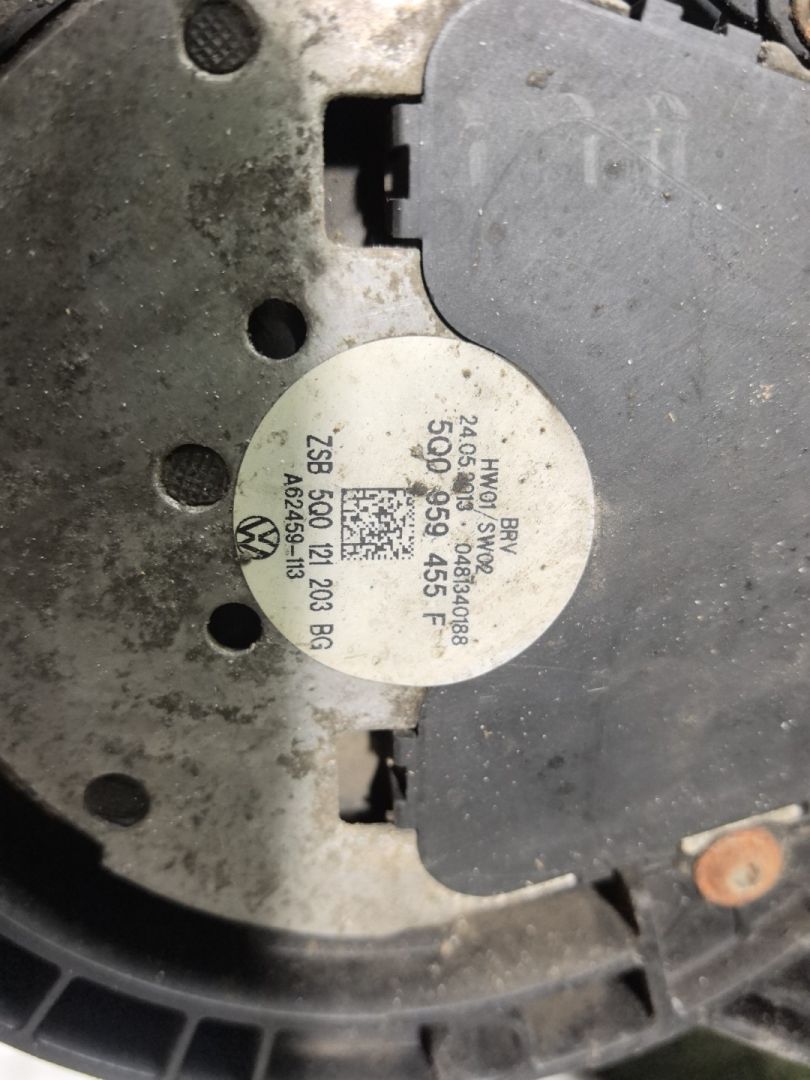 BRV
HW01/SW02
24.05.2013 · 0481340188
5Q0 959 455 F
ZSB 5Q0 121 203 BG
A62459-113